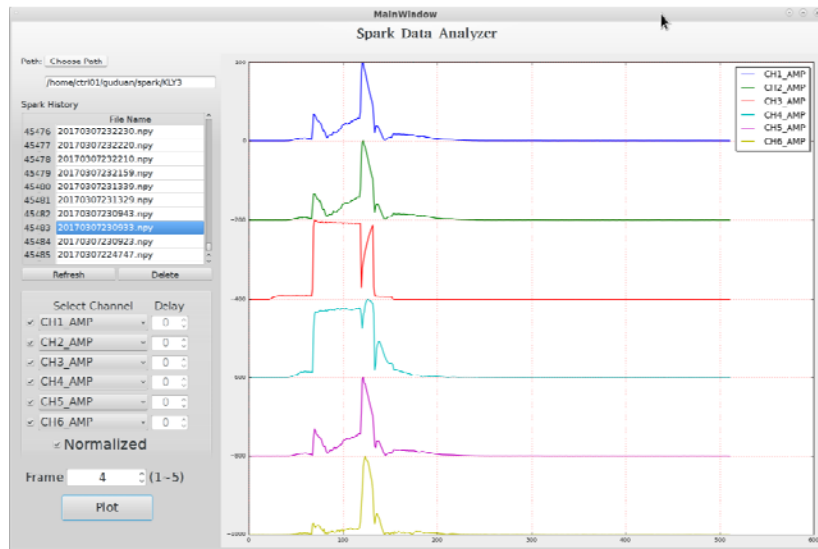 MainWindow
Spark Data Analyzer
Path: Choose Path
/home/ctrl01/guduan/spark/KLY3
Spark History
File Name
45476 20170307232230.npy
45477 20170307232220.npy
45478 20170307232210.npy
45479 20170307232159.npy
45480 20170307231339.npy
45481 20170307231329.npy
45482 20170307230943.npy
45483 20170307230933.npy
45484 20170307230923.npy
45485 20170307224747.npy
Refresh Delete
Select Channel Delay
CH1_AMP 0
CH2_AMP 0
CH3_AMP 0
CH4_AMP 0
CH5_AMP 0
CH6_AMP 0
Normalized
Frame 4 (1~5)
Plot
CH1_AMP
CH2_AMP
CH3_AMP
CH4_AMP
CH5_AMP
CH6_AMP
0
-400
-800
-1000
0 100 200 300 400 500 600